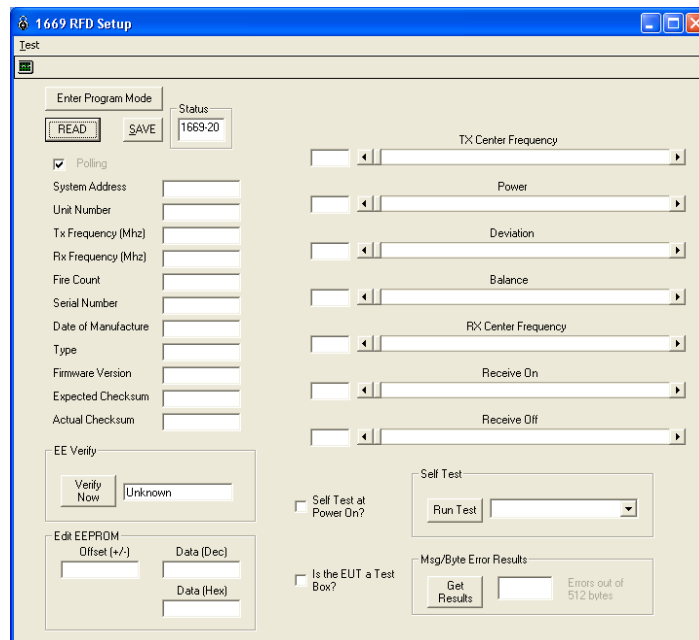 1669 RFD Setup
Test
Enter Program Mode
READ
SAVE
Status
1669-20
Polling
System Address
Unit Number
Tx Frequency (Mhz)
Rx Frequency (Mhz)
Fire Count
Serial Number
Date of Manufacture
Type
Firmware Version
Expected Checksum
Actual Checksum
TX Center Frequency
Power
Deviation
Balance
RX Center Frequency
Receive On
Receive Off
EE Verify
Verify
Now
Unknown
Edit EEPROM
Offset (+/-)
Data (Dec)
Data (Hex)
Self Test at
Power On?
Is the EUT a Test
Box?
Self Test
Run Test
Msg/Byte Error Results
Get
Results
Errors out of
512 bytes